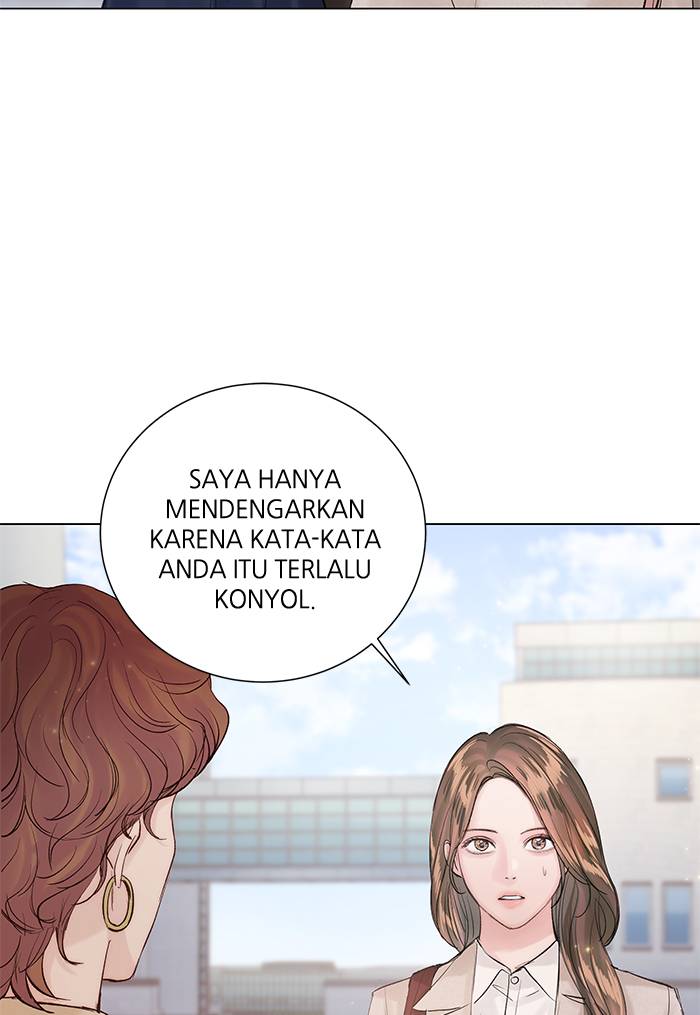 SAYA HANYA
MENDENGARKAN
KARENA KATA-KATA
ANDA ITU TERLALU
KONYOL.